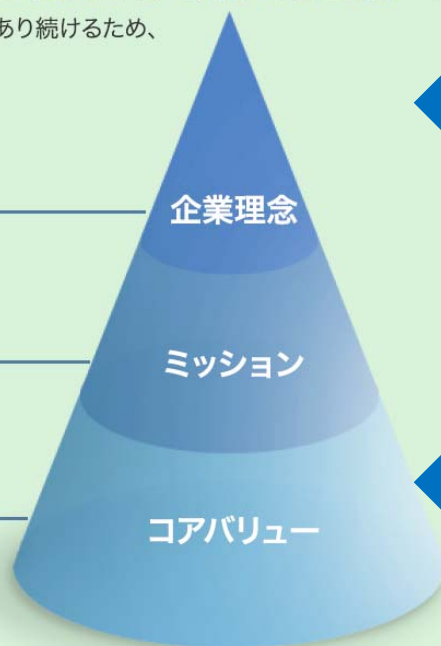 あり続けるため、
企業理念
ミッション
コアバリュー